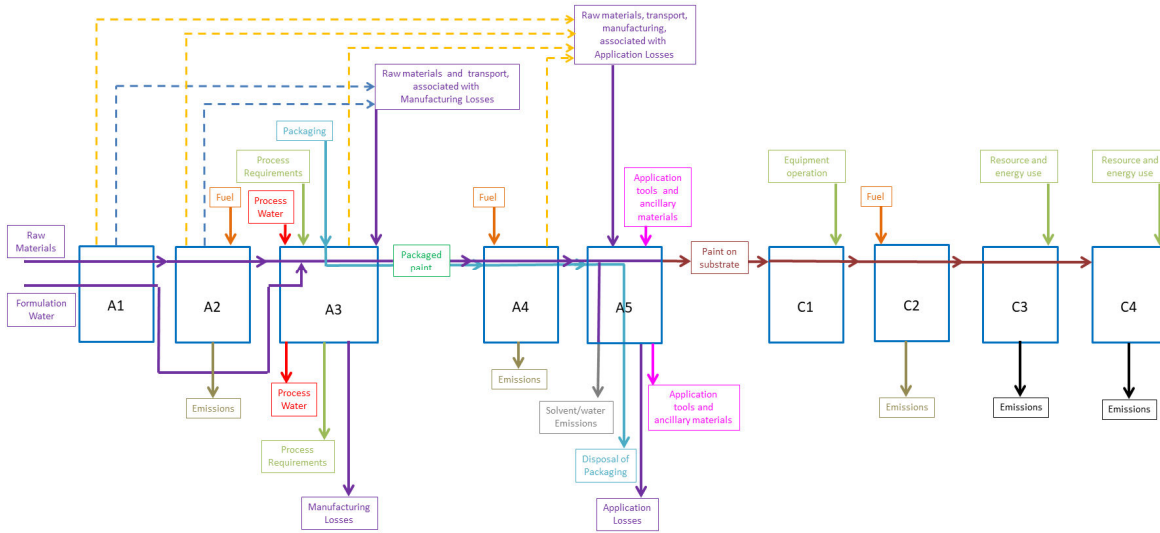 Raw materials, transport,
manufacturing,
associated with
Application Losses
Raw materials and transport,
associated with
Manufacturing Losses
Packaging
Process
Requirements
Fuel
Process
Water
Fuel
Application
tools and
ancillary
materials
Equipment
operation
Fuel
Resource and
energy use
Resource and
energy use
Raw
Materials
Formulation
Water
Packaged
paint
Paint on
substrate
A1
A2
A3
A4
A5
C1
C2
C3
C4
Emissions
Process
Water
Process
Requirements
Manufacturing
Losses
Emissions
Solvent/water
Emissions
Disposal of
Packaging
Application
Losses
Application
tools and
ancillary materials
Emissions
Emissions
Emissions